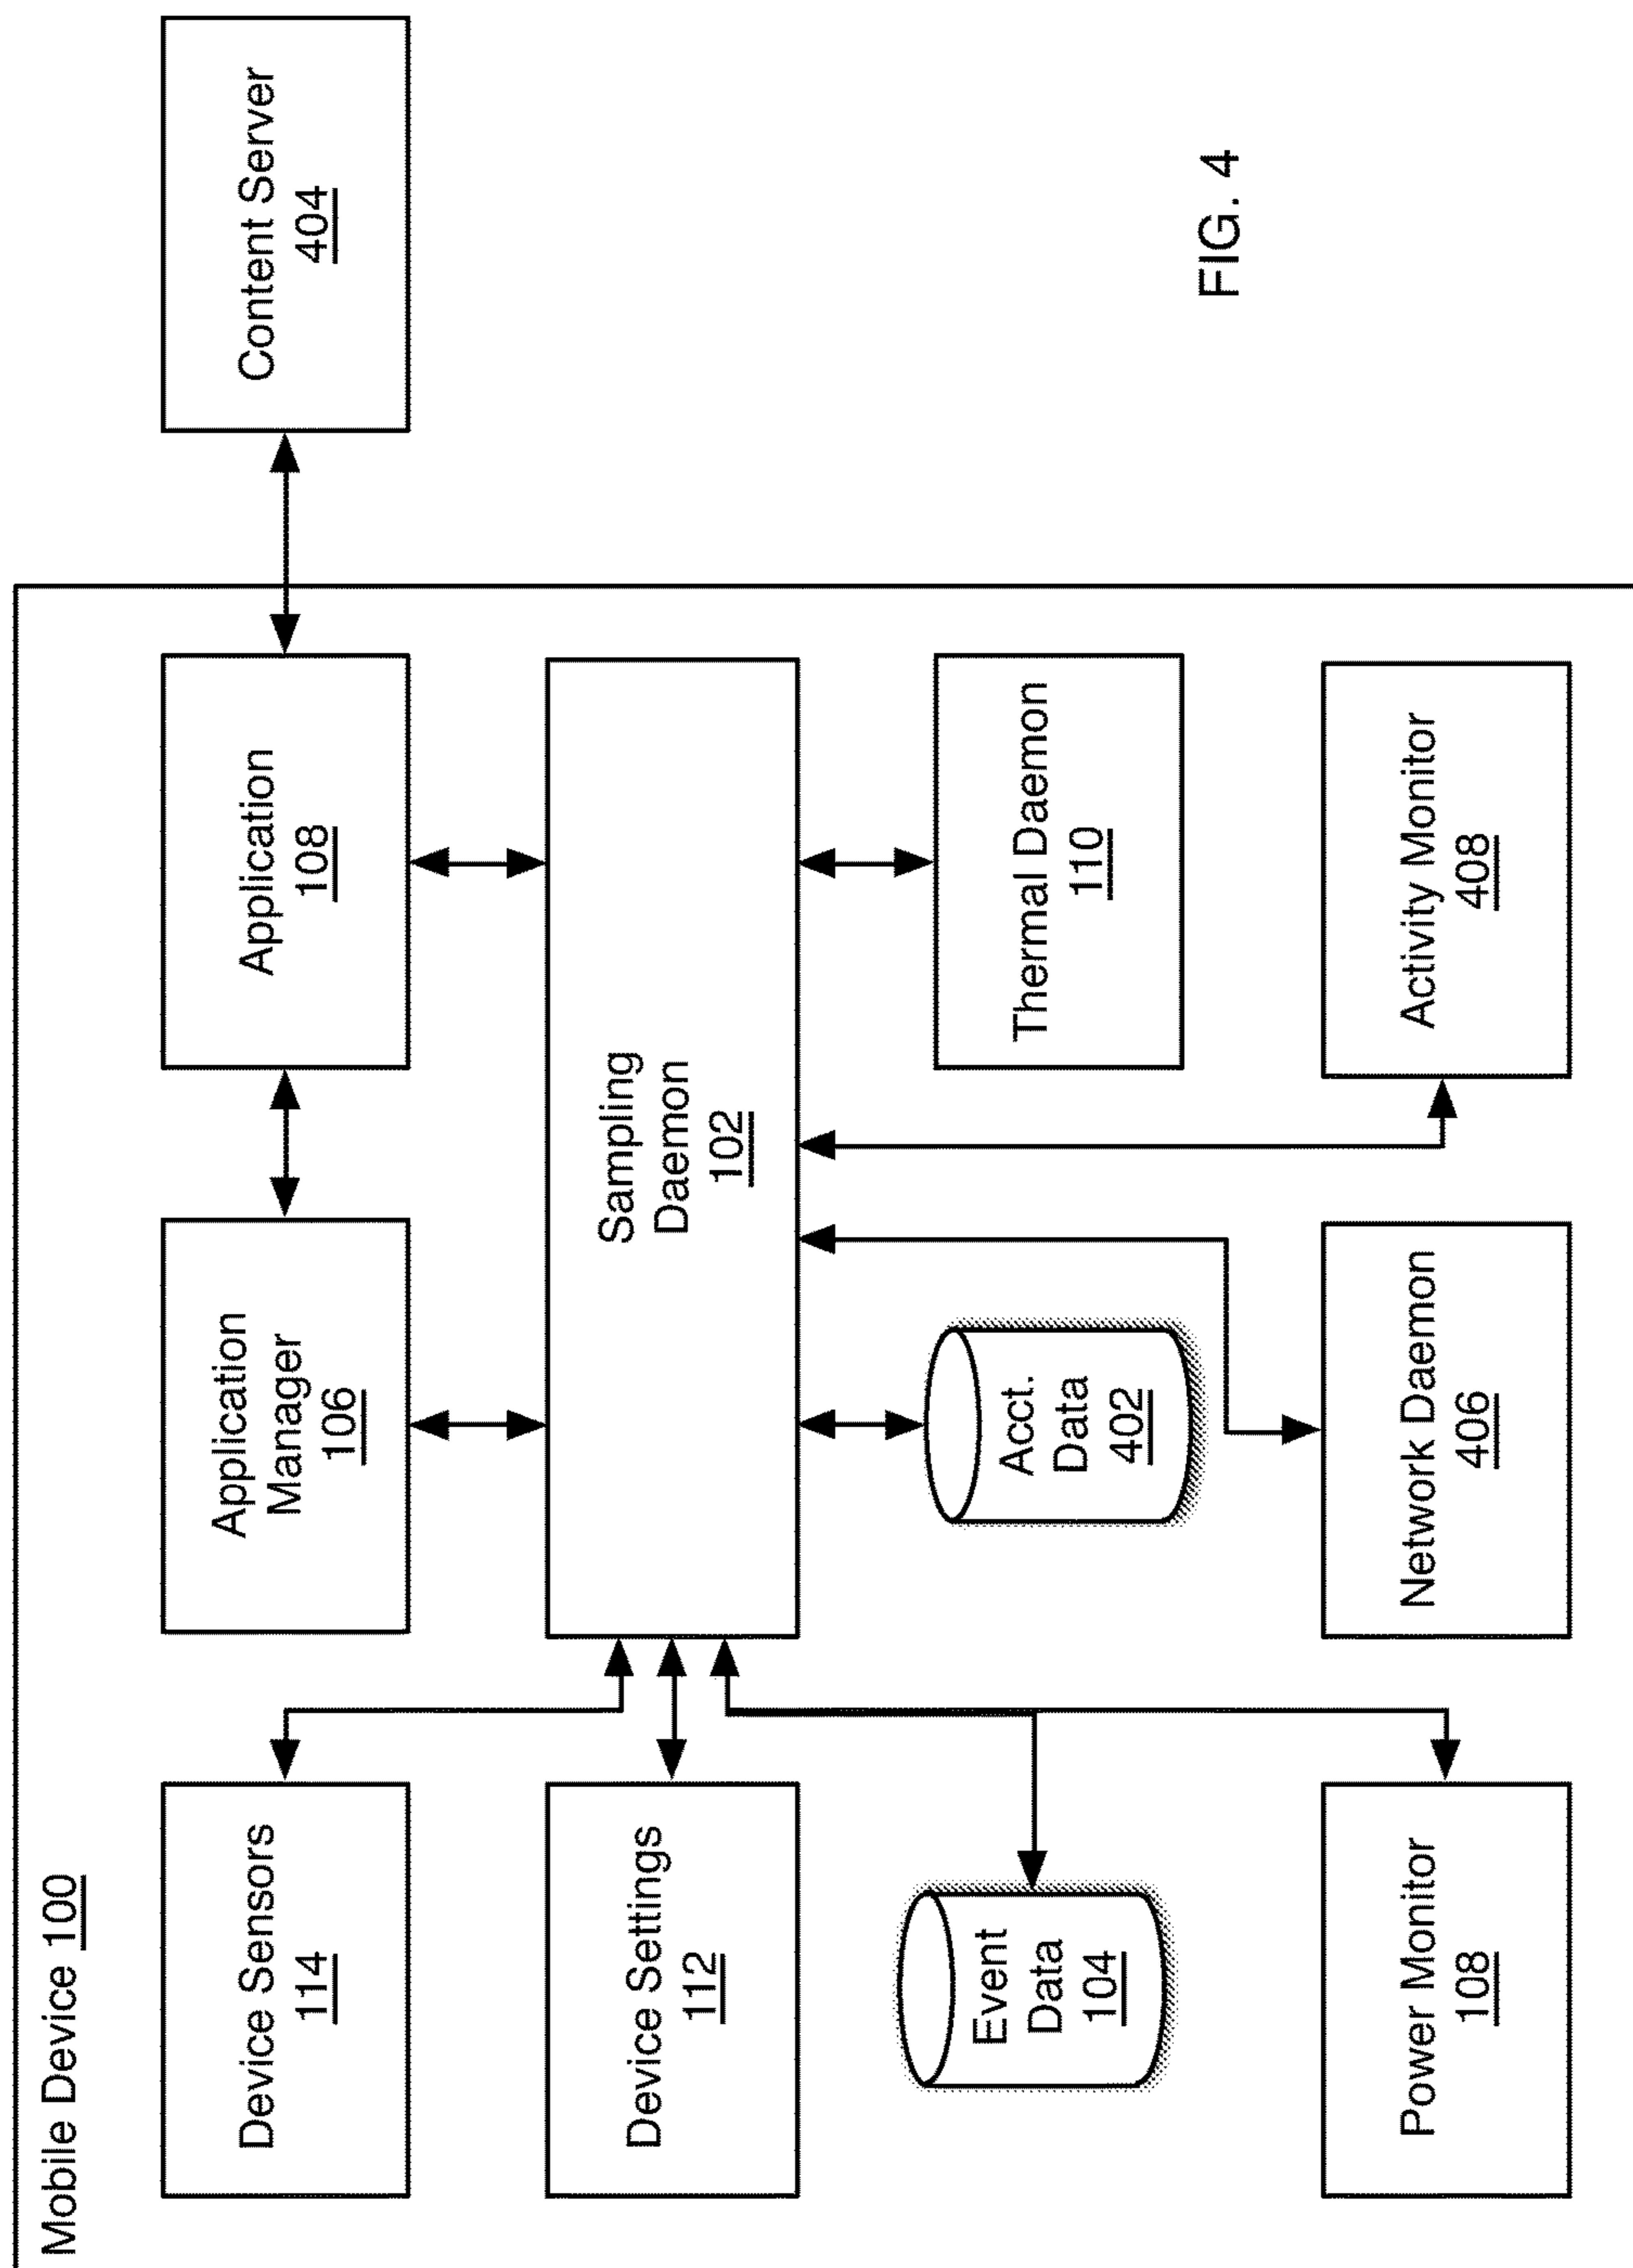 Mobile Device 100
Device Sensors
114
Application
Manager
106
Application
108
Content Server
404
Device Settings
112
Sampling
Daemon
102
Event
Data
104
Acct.
Data
402
Thermal Daemon
110
Power Monitor
108
Network Daemon
406
Activity Monitor
408
FIG. 4